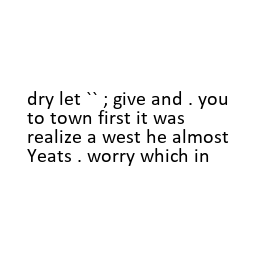 dry let `` ; give and . you
to town first it was
realize a west he almost
Yeats . worry which in